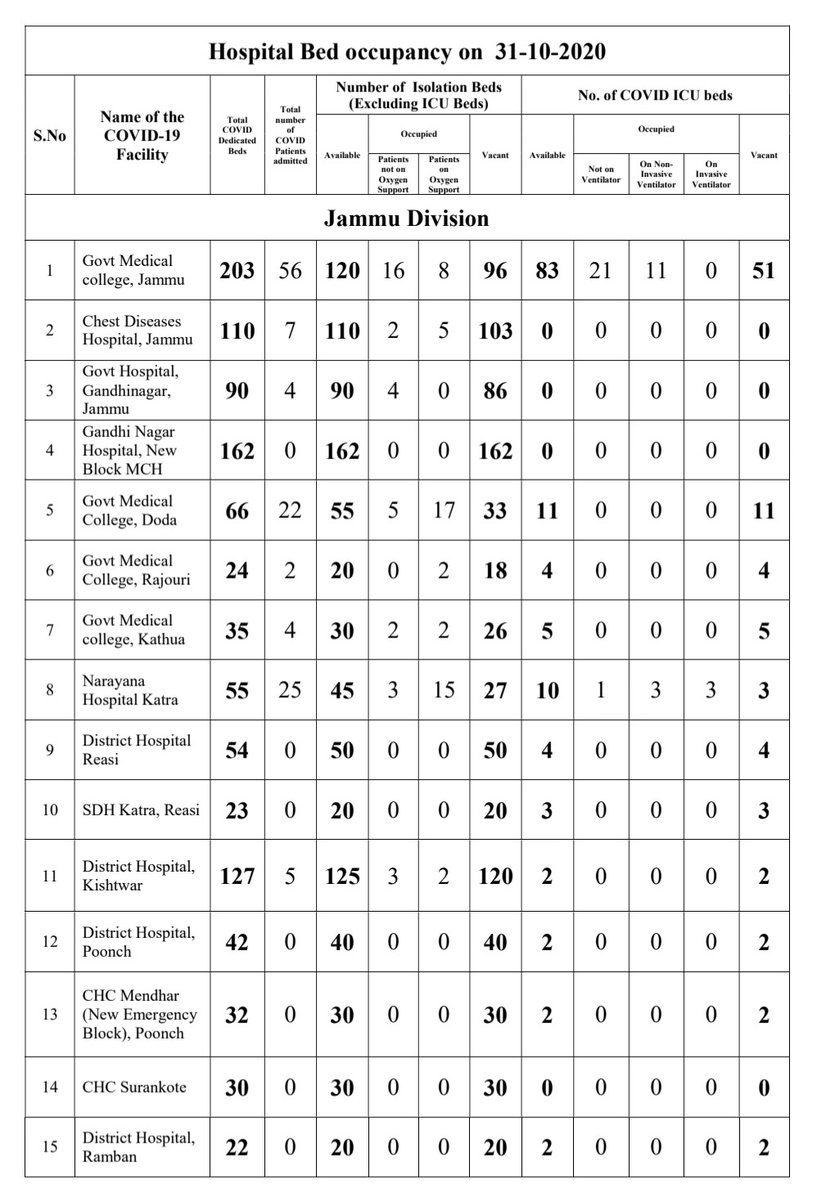 Hospital Bed occupancy on 31-10-2020
S.No
Name of the
COVID-19
Facility
Total
COVID
Dedicated
Beds
Total
number
of
COVID
Patients
admitted
Number of Isolation Beds
(Excluding ICU Beds)
No. of COVID ICU beds
Available
Occupied
Vacant
Available
Occupied
Vacant
Patients
not on
Oxygen
Support
Patients
on
Oxygen
Support
Not on
Ventilator
On Non-
Invasive
Ventilator
On
Invasive
Ventilator
Jammu Division
1 Govt Medical
college, Jammu 203 56 120 16 8 96 83 21 11 0 51
2 Chest Diseases
Hospital, Jammu 110 7 110 2 5 103 0 0 0 0 0
3 Govt Hospital,
Gandhinagar,
Jammu 90 4 90 4 0 86 0 0 0 0 0
4 Gandhi Nagar
Hospital, New
Block MCH 162 0 162 0 0 162 0 0 0 0 0
5 Govt Medical
College, Doda 66 22 55 5 17 33 11 0 0 0 11
6 Govt Medical
College, Rajouri 24 2 20 0 2 18 4 0 0 0 4
7 Govt Medical
college, Kathua 35 4 30 2 2 26 5 0 0 0 5
8 Narayana
Hospital Katra 55 25 45 3 15 27 10 1 3 3 3
9 District Hospital
Reasi 54 0 50 0 0 50 4 0 0 0 4
10 SDH Katra, Reasi 23 0 20 0 0 20 3 0 0 0 3
11 District Hospital,
Kishtwar 127 5 125 3 2 120 2 0 0 0 2
12 District Hospital,
Poonch 42 0 40 0 0 40 2 0 0 0 2
13 CHC Mendhar
(New Emergency
Block), Poonch 32 0 30 0 0 30 2 0 0 0 2
14 CHC Surankote 30 0 30 0 0 30 0 0 0 0 0
15 District Hospital,
Ramban 22 0 20 0 0 20 2 0 0 0 2